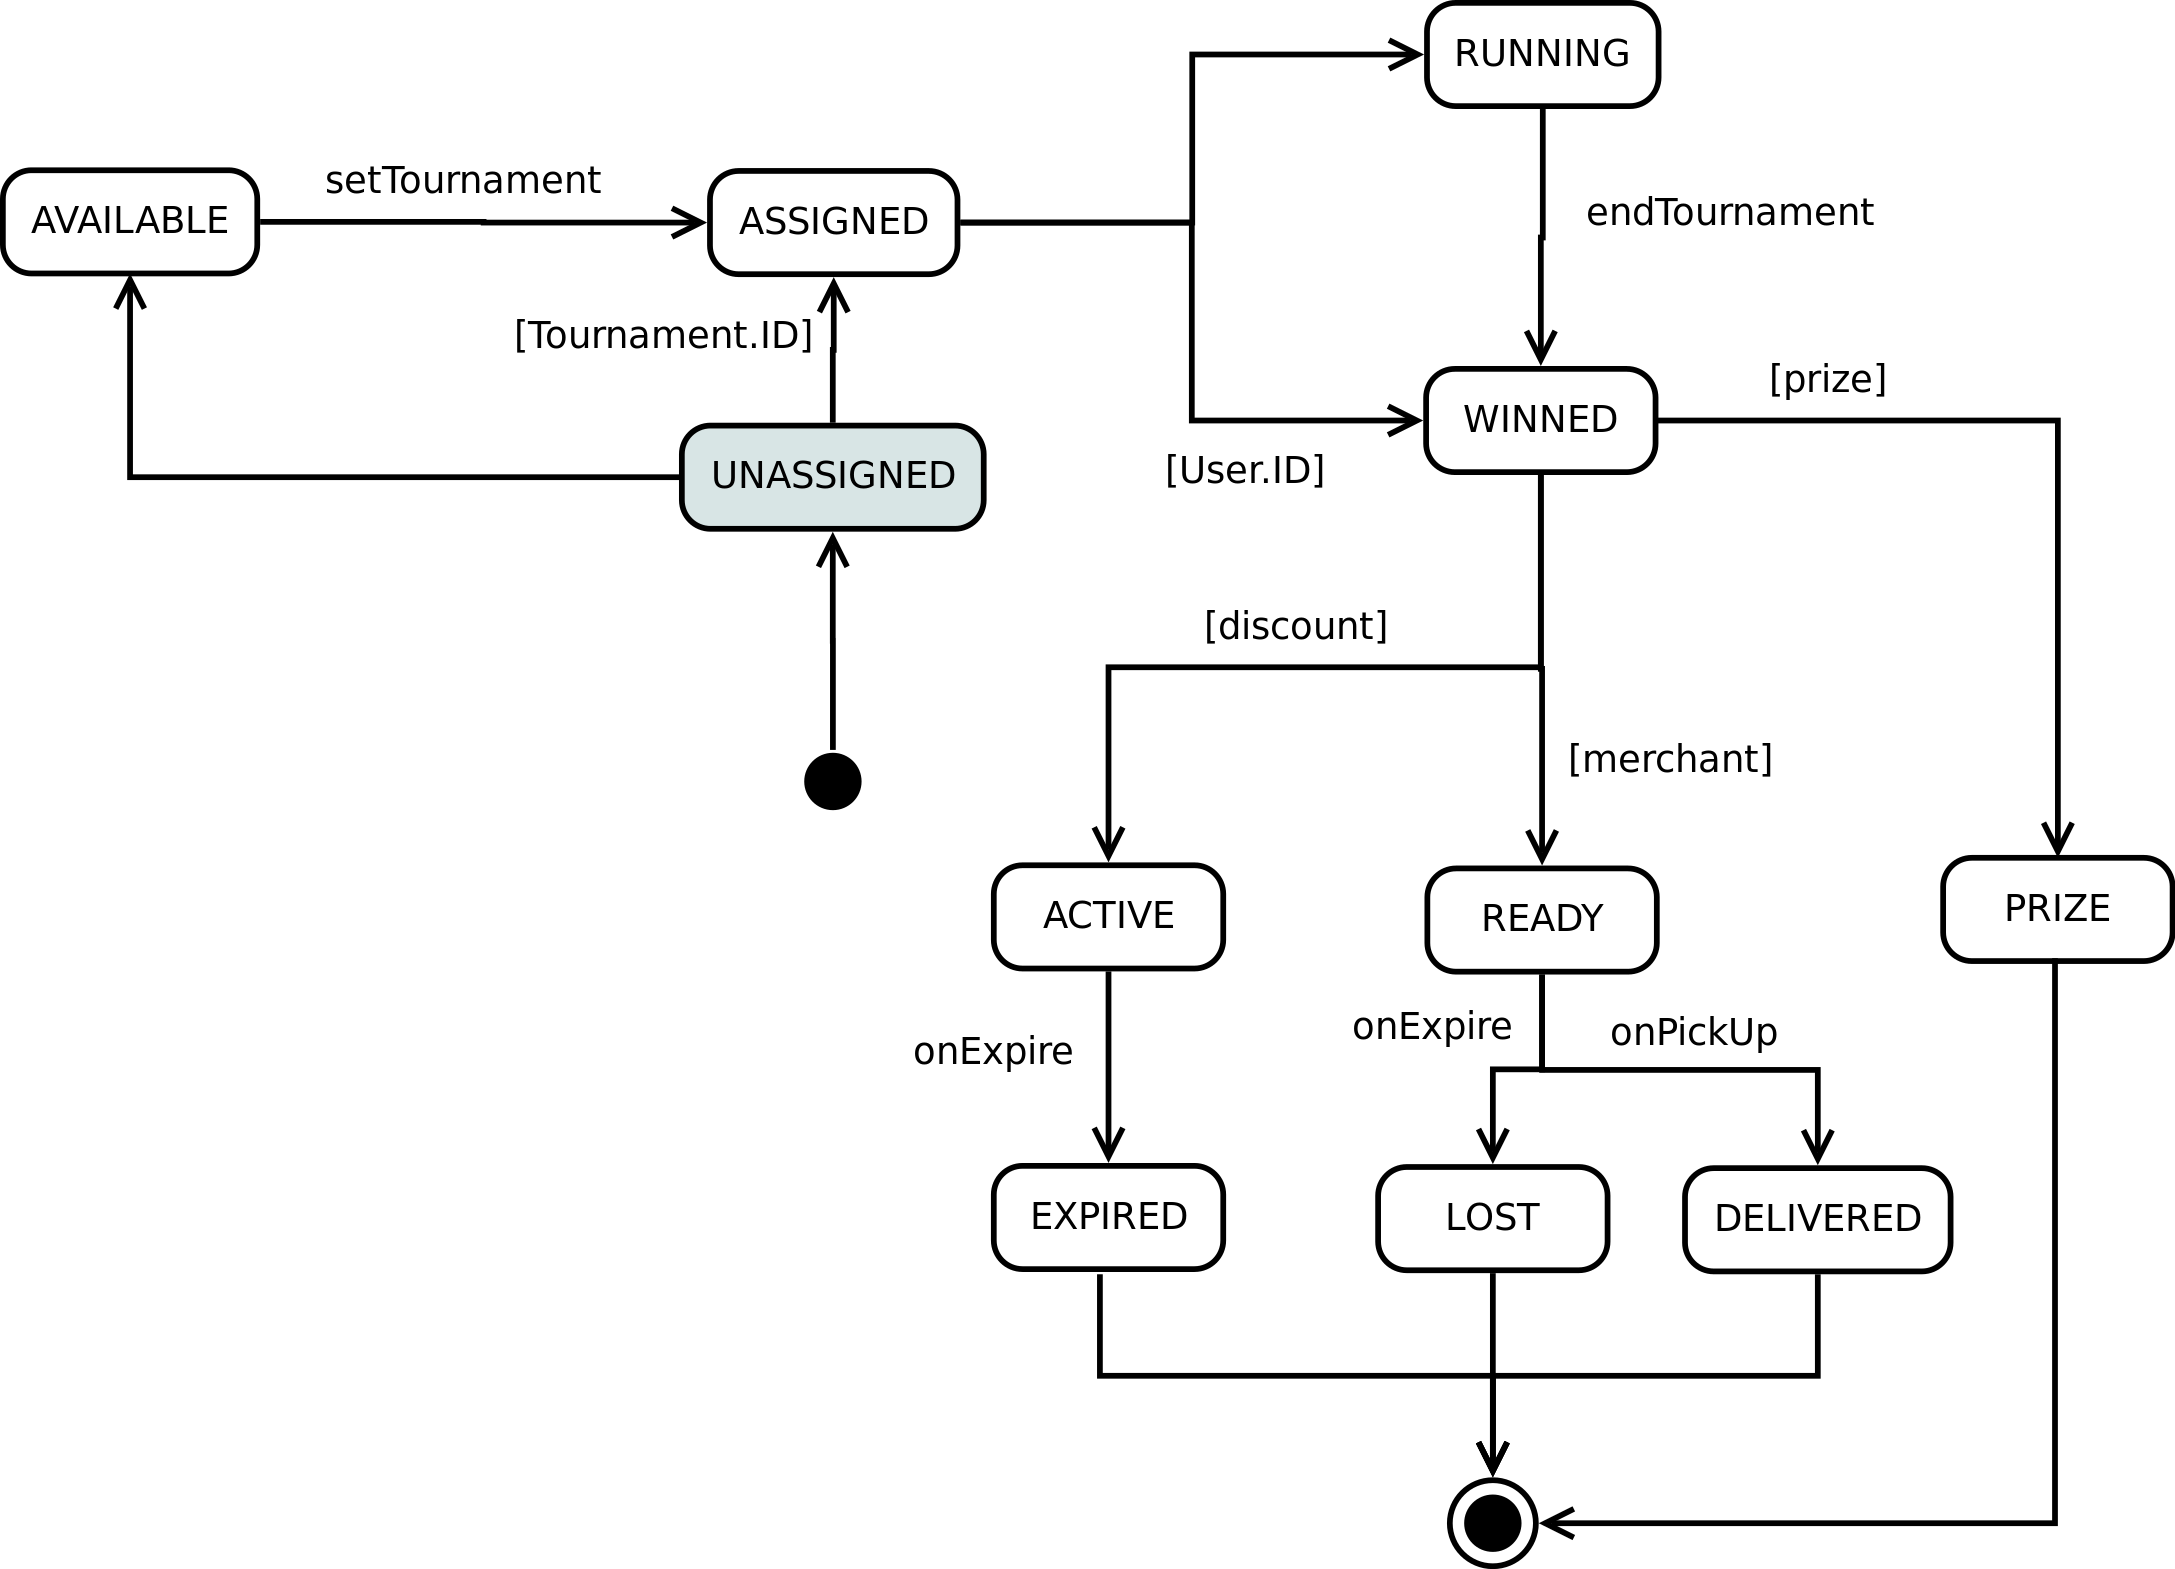 RUNNING
setTournament
AVAILABLE
ASSIGNED
endTournament
[Tournament.ID]
[prize]
WINNED
[User.ID]
UNASSIGNED
[discount]
[merchant]
ACTIVE
READY
PRIZE
onExpire
onExpire
onPickUp
EXPIRED
LOST
DELIVERED